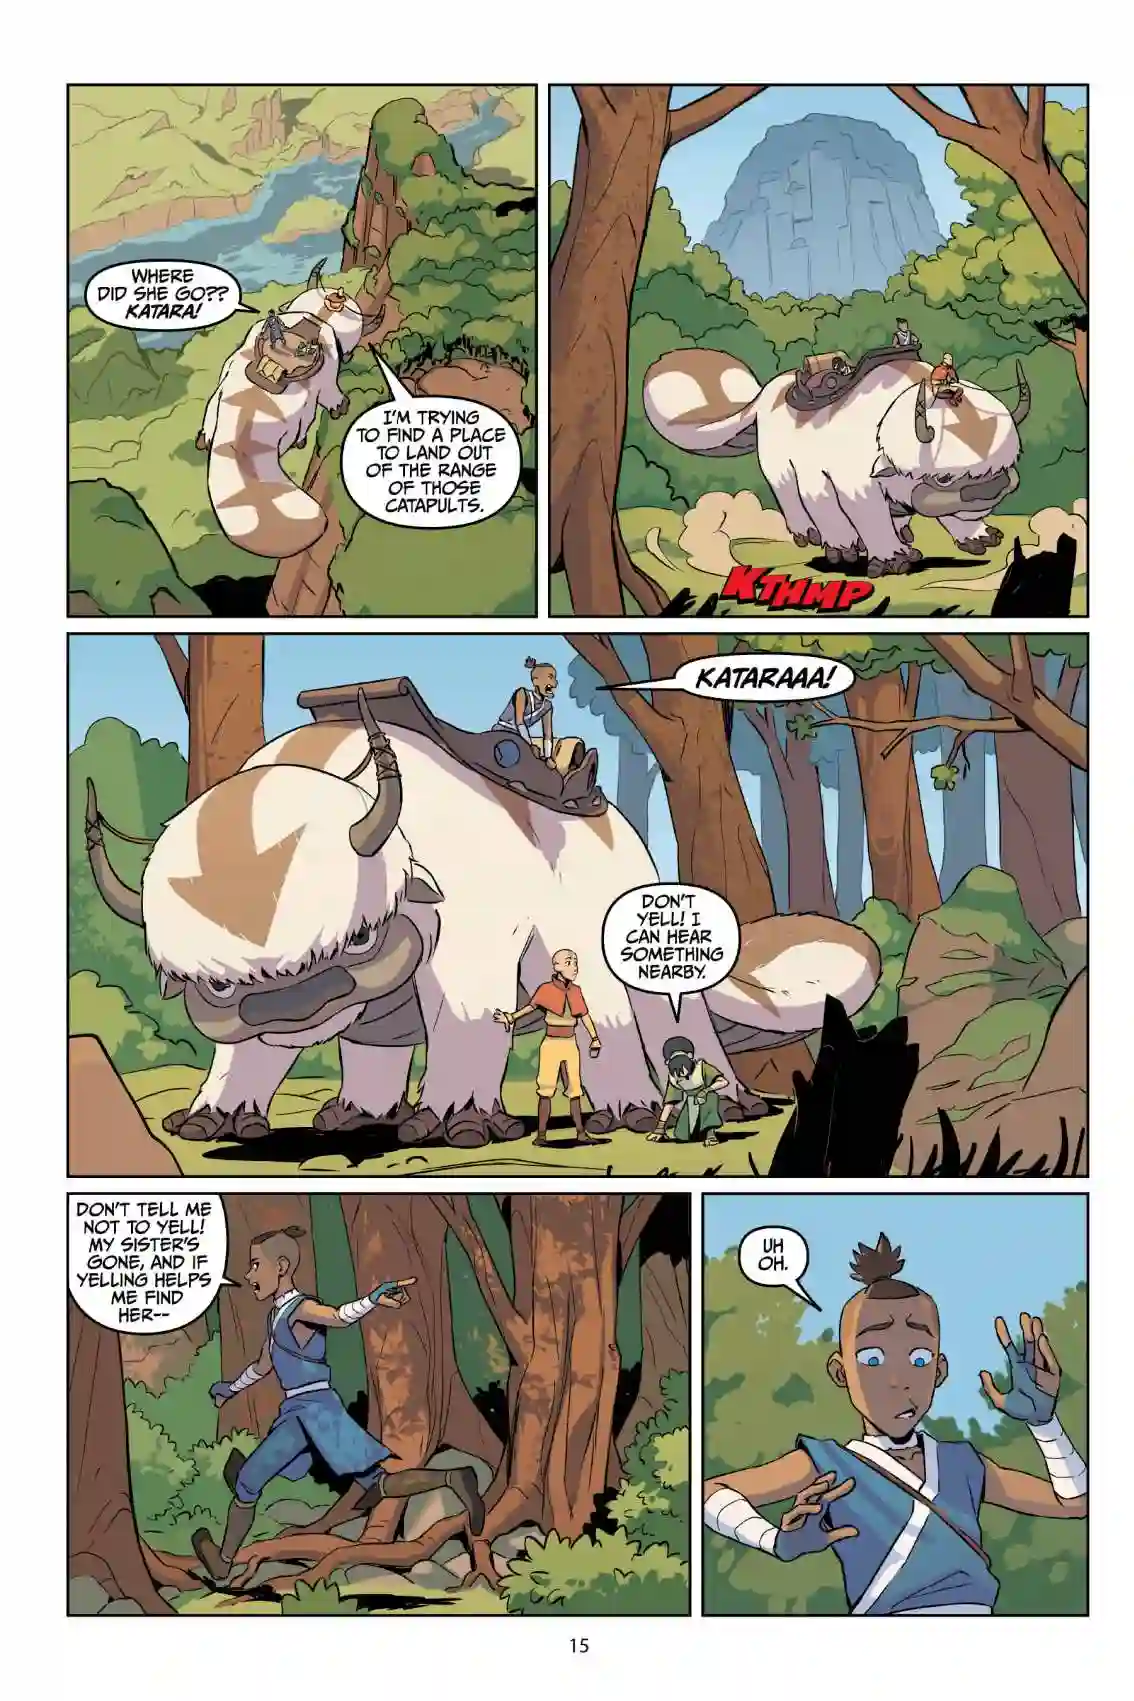 WHERE
DID SHE GO??
KATARA!
I'M TRYING
TO FIND A PLACE
TO LAND OUT
OF THE RANGE
OF THOSE
CATAPULTS.
KTHMP
KATARAAA!
DON'T
YELL! I
CAN HEAR
SOMETHING
NEARBY.
DON'T TELL ME
NOT TO YELL!
MY SISTER'S
GONE, AND IF
YELLING HELPS
ME FIND
HER--
UH
OH.
15